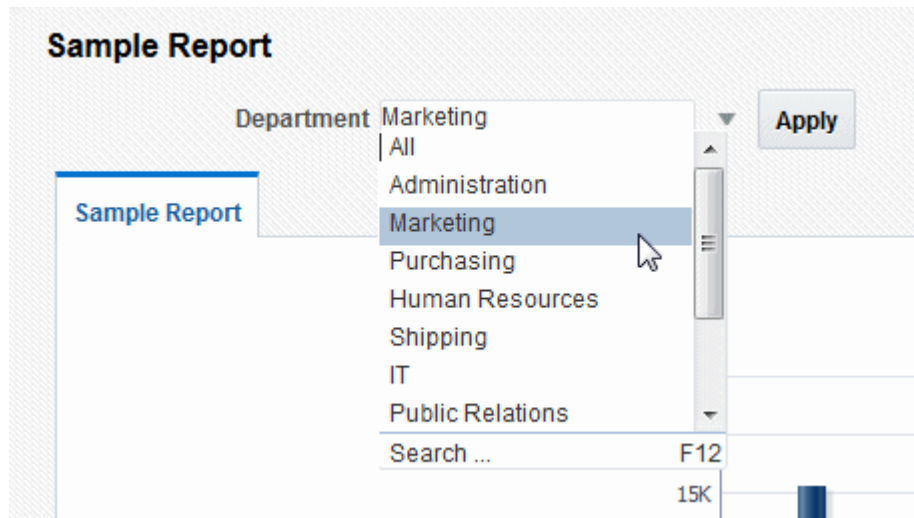 Sample Report
Department Marketing Apply
All
Administration
Sample Report
Marketing
Purchasing
Human Resources
Shipping
IT
Public Relations
Search ... F12
15K